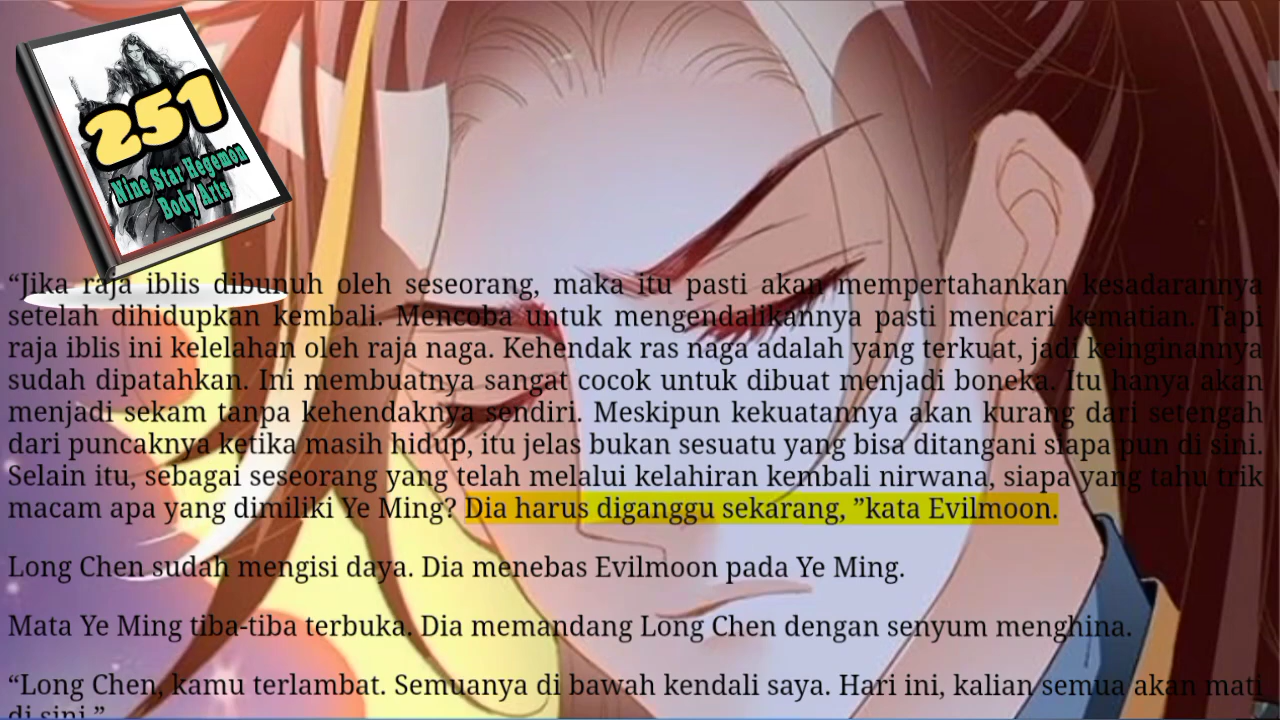 251
Nine Star Hegemon
Body Arts
“Jika raja iblis dibunuh oleh seseorang, maka itu pasti akan mempertahankan kesadarannya
setelah dihidupkan kembali. Mencoba untuk mengendalikannya pasti mencari kematian. Tapi
raja iblis ini kelelahan oleh raja naga. Kehendak ras naga adalah yang terkuat, jadi keinginannya
sudah dipatahkan. Ini membuatnya sangat cocok untuk dibuat menjadi boneka. Itu hanya akan
menjadi sekam tanpa kehendaknya sendiri. Meskipun kekuatannya akan kurang dari setengah
dari puncaknya ketika masih hidup, itu jelas bukan sesuatu yang bisa ditangani siapa pun di sini.
Selain itu, sebagai seseorang yang telah melalui kelahiran kembali nirwana, siapa yang tahu trik
macam apa yang dimiliki Ye Ming? Dia harus diganggu sekarang, ”kata Evilmoon.
Long Chen sudah mengisi daya. Dia menebas Evilmoon pada Ye Ming.
Mata Ye Ming tiba-tiba terbuka. Dia memandang Long Chen dengan senyum menghina.
“Long Chen, kamu terlambat. Semuanya di bawah kendali saya. Hari ini, kalian semua akan mati
di sini.”